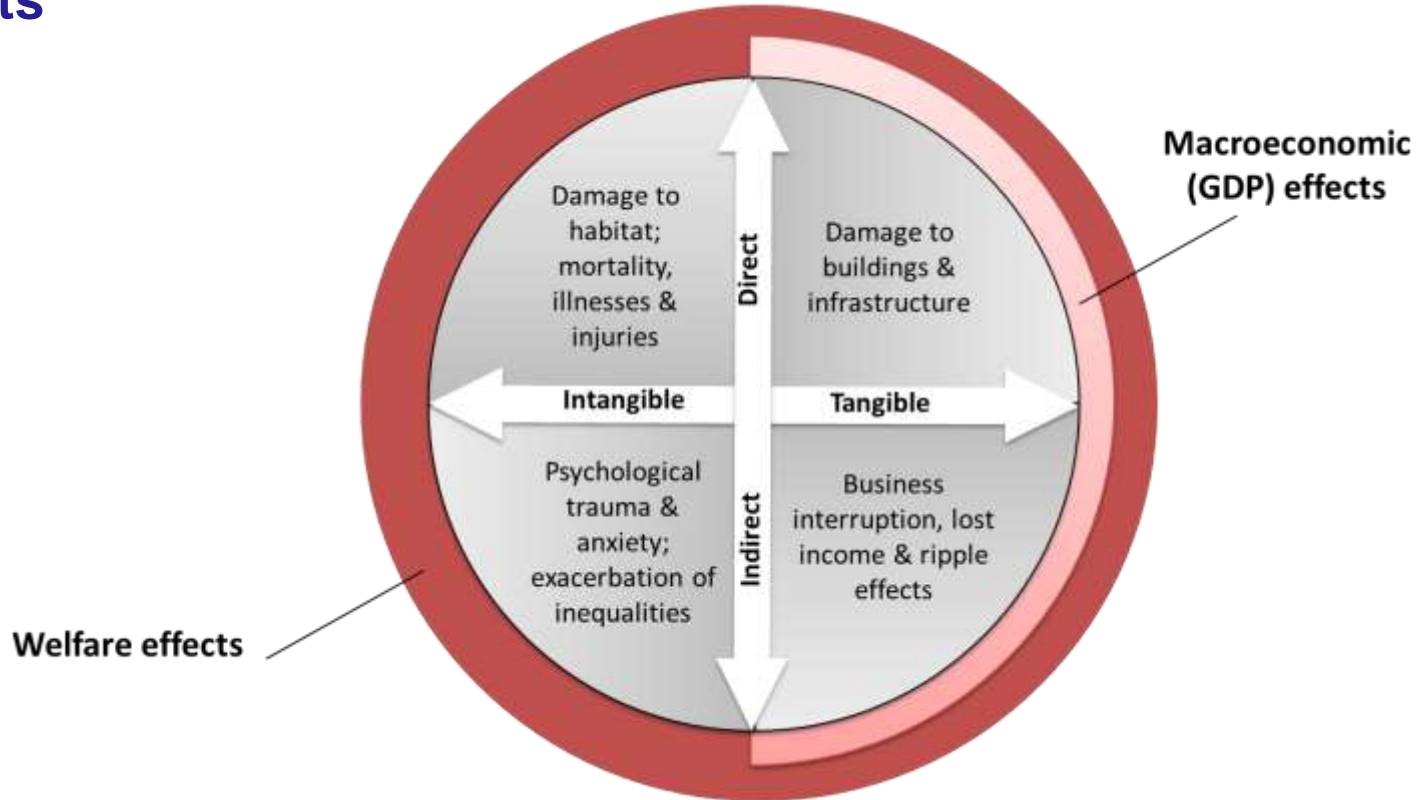 ts
Macroeconomic
(GDP) effects
Damage to
habitat;
mortality,
illnesses &
injuries
Direct
Damage to
buildings &
infrastructure
Intangible
Tangible
Psychological
trauma &
anxiety;
exacerbation of
inequalities
Indirect
Business
interruption, lost
income & ripple
effects
Welfare effects